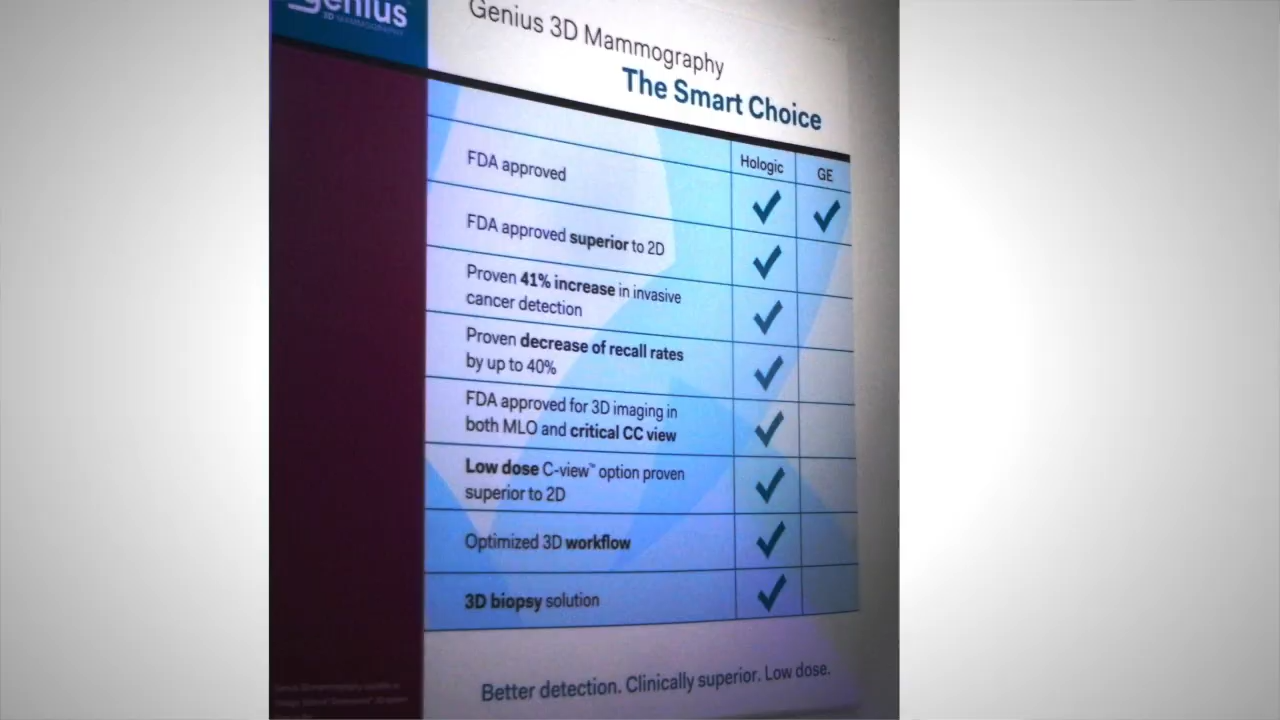 Genius
3D MAMMOGRAPHY
Genius 3D Mammography
The Smart Choice
Hologic GE
FDA approved
FDA approved superior to 2D
Proven 41% increase in invasive
cancer detection
Proven decrease of recall rates
by up to 40%
FDA approved for 3D imaging in
both MLO and critical CC view
Low dose C-view™ option proven
superior to 2D
Optimized 3D workflow
3D biopsy solution
Better detection. Clinically superior. Low dose.